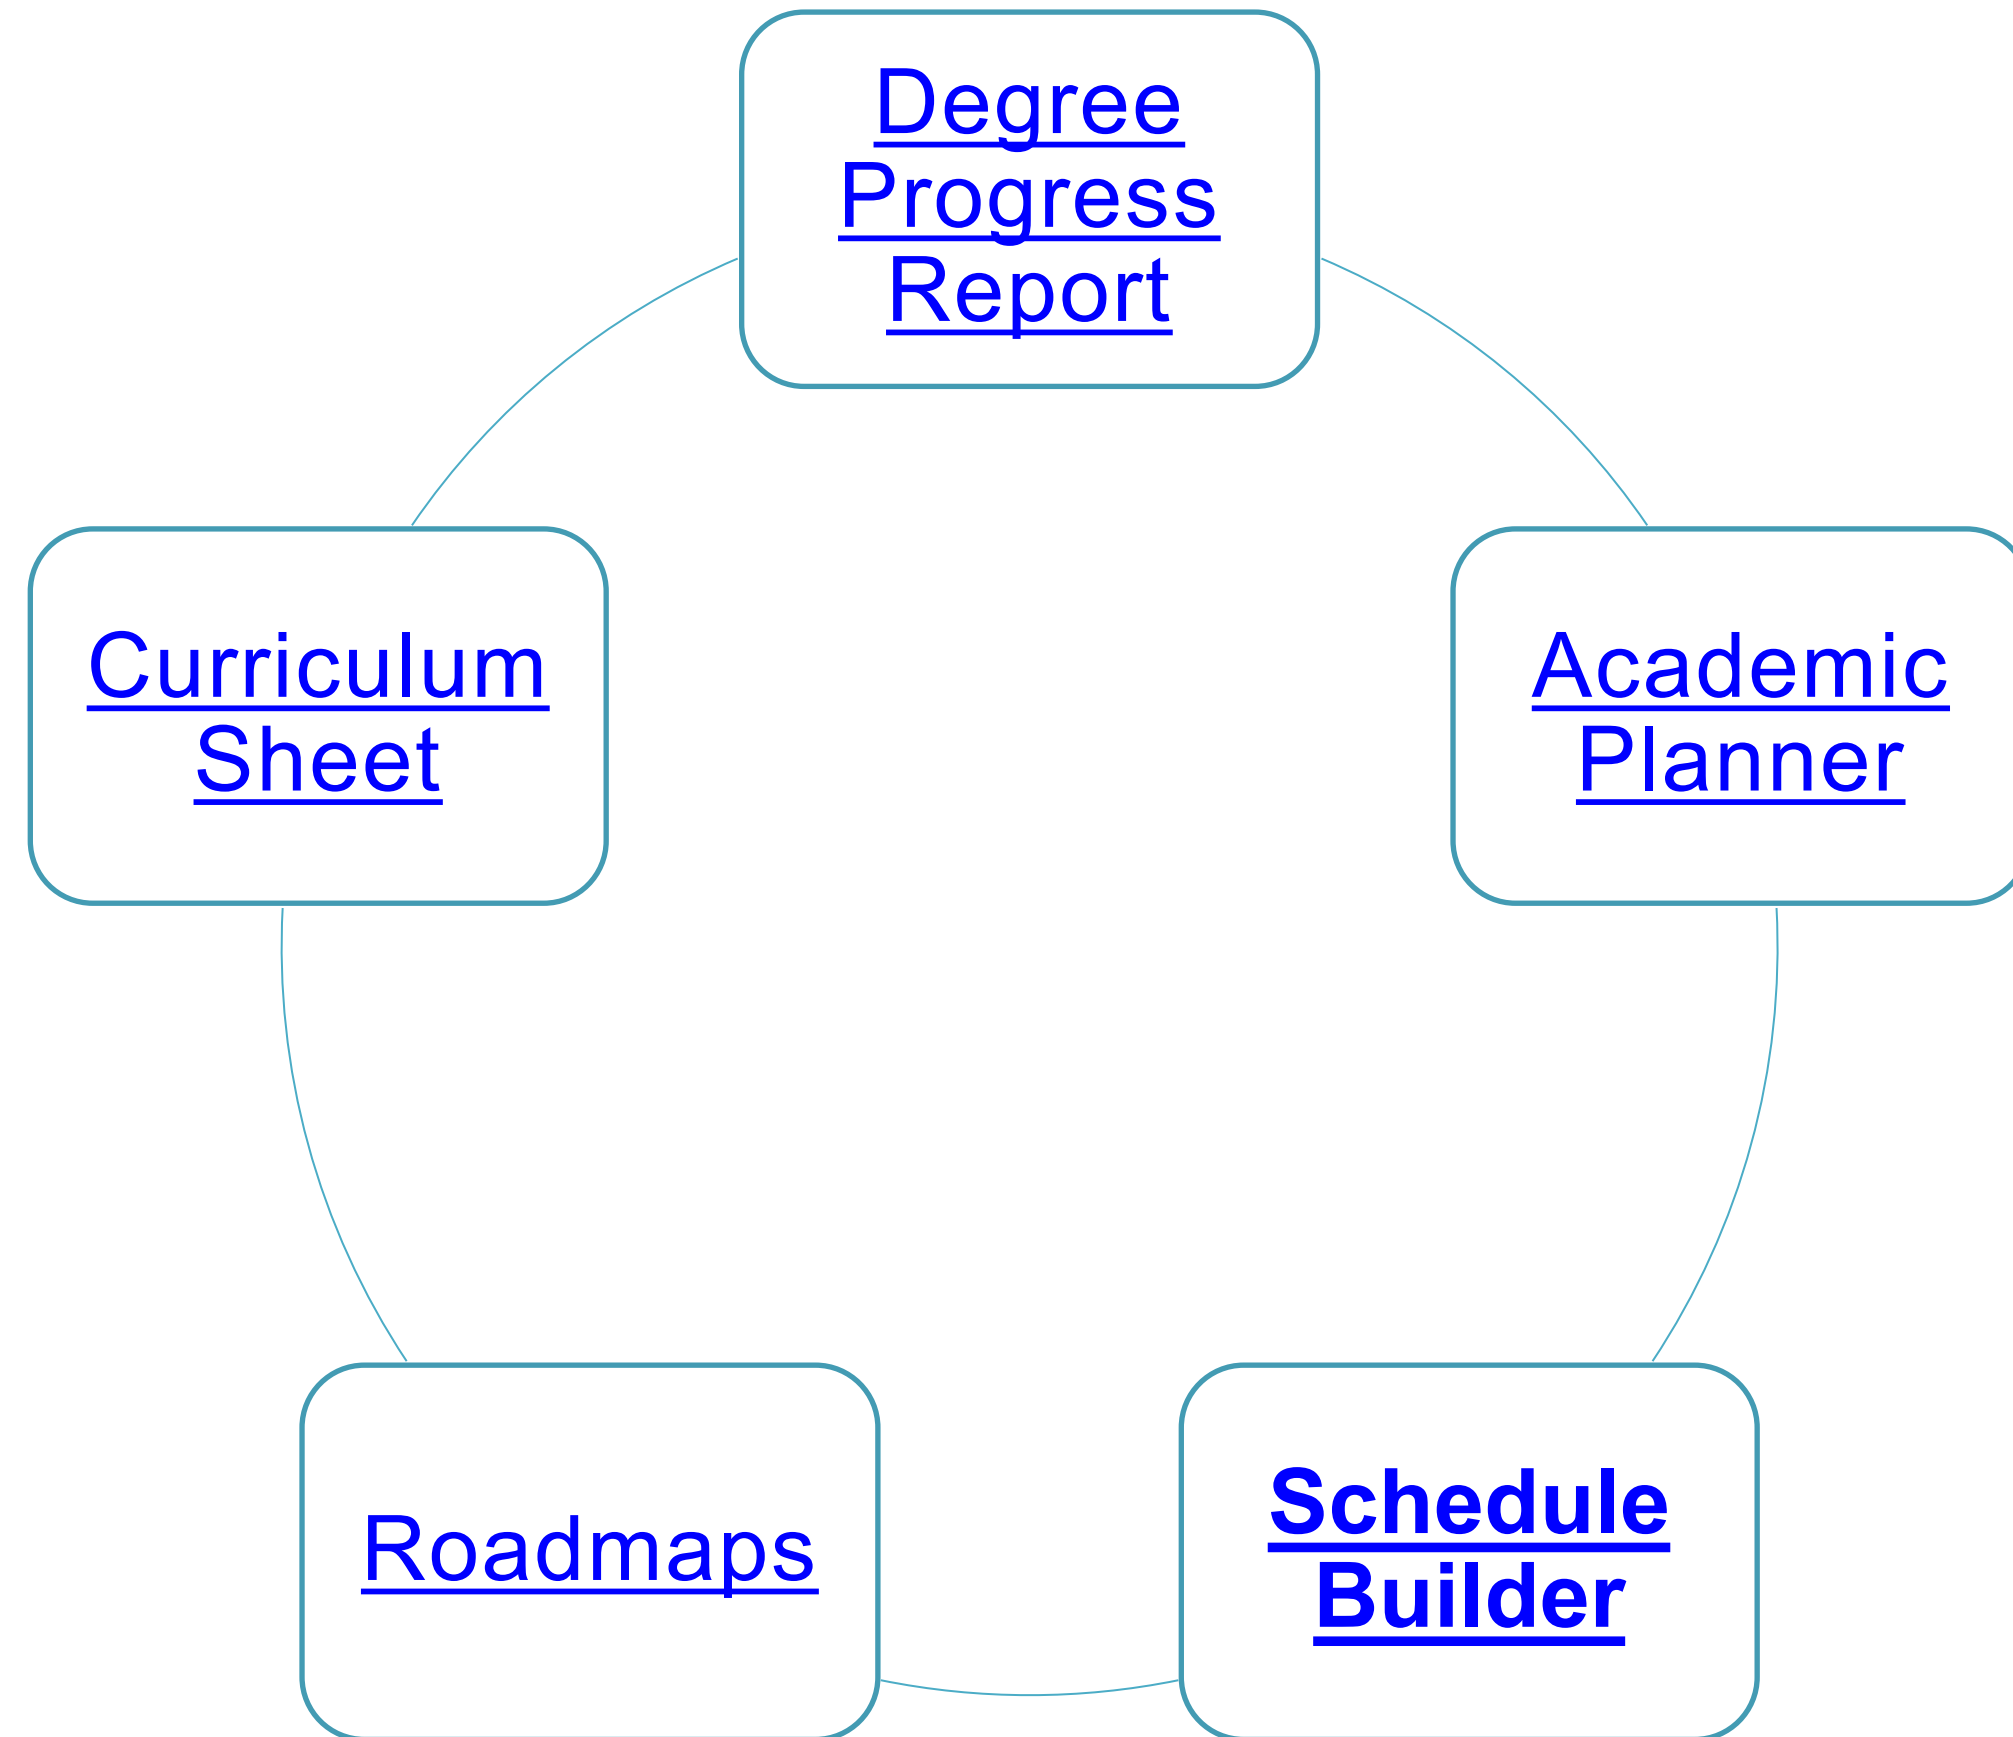 Degree
Progress
Report
Curriculum
Sheet
Academic
Planner
Roadmaps
Schedule
Builder